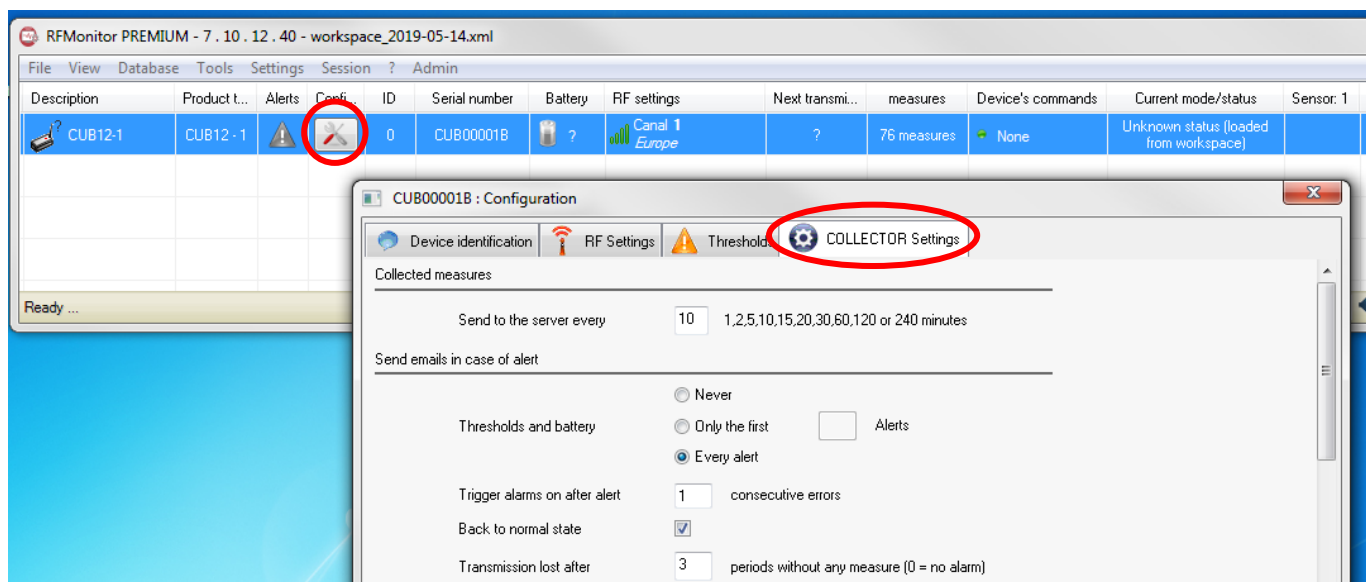 RFMonitor PREMIUM - 7 . 10 . 12 . 40 - workspace_2019-05-14.xml
File View Database Tools Settings Session ? Admin
Description Product t... Alerts Confi... ID Serial number Battery RF settings Next transmi... measures Device's commands Current mode/status Sensor: 1
? CUB12-1 CUB12 - 1 0 CUB00001B ? Canal 1 ? 76 measures None Unknown status (loaded
Europe from workspace)
CUB00001B : Configuration
Device identification RF Settings Thresholds COLLECTOR Settings
Collected measures
Ready ...
Send to the server every 10 1,2,5,10,15,20,30,60,120 or 240 minutes
Send emails in case of alert
Never
Thresholds and battery Only the first Alerts
Every alert
Trigger alarms on after alert 1 consecutive errors
Back to normal state
Transmission lost after 3 periods without any measure (0 = no alarm)